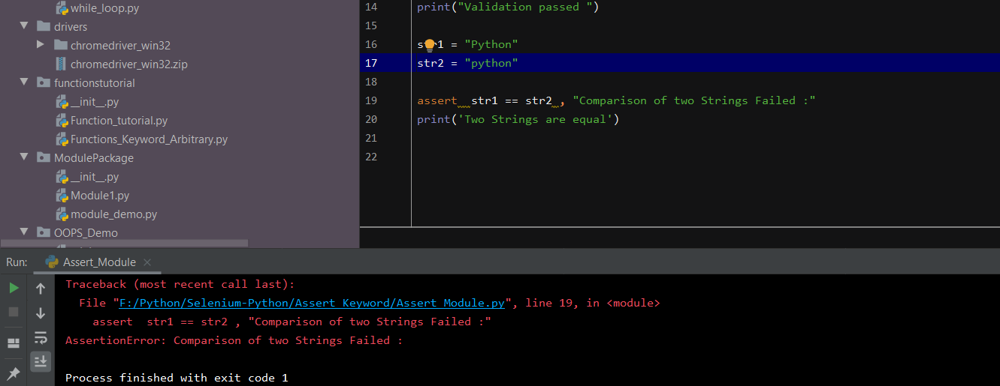 while_loop.py
drivers
chromedriver_win32
chromedriver_win32.zip
functionstutorial
__init__.py
Function_tutorial.py
Functions_Keyword_Arbitrary.py
ModulePackage
__init__.py
Module1.py
module_demo.py
OOPS_Demo
14 print("Validation passed ")
15
16 str1 = "Python"
17 str2 = "python"
18
19 assert  str1 == str2 , "Comparison of two Strings Failed :"
20 print('Two Strings are equal')
21
22
Run: Assert_Module
Traceback (most recent call last):
  File "F:/Python/Selenium-Python/Assert_Keyword/Assert_Module.py", line 19, in <module>
    assert  str1 == str2 , "Comparison of two Strings Failed :"
AssertionError: Comparison of two Strings Failed :
Process finished with exit code 1